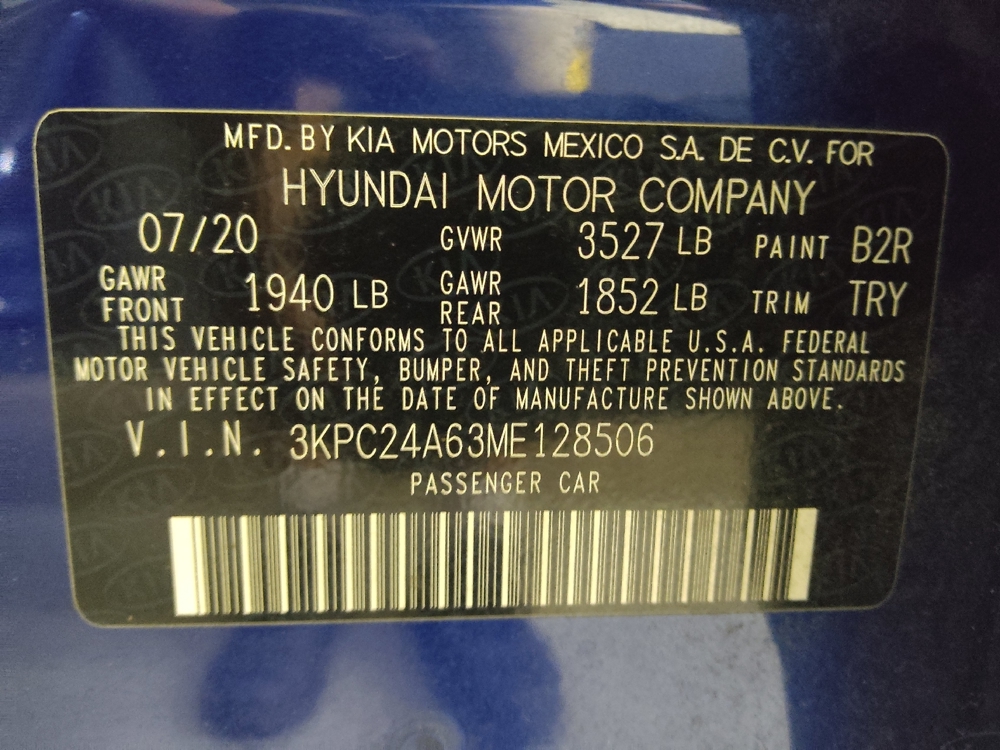 MFD. BY KIA MOTORS MEXICO S.A. DE C.V. FOR
HYUNDAI MOTOR COMPANY
07/20 GVWR 3527 LB PAINT B2R
GAWR FRONT 1940 LB GAWR REAR 1852 LB TRIM TRY
THIS VEHICLE CONFORMS TO ALL APPLICABLE U.S.A. FEDERAL
MOTOR VEHICLE SAFETY, BUMPER, AND THEFT PREVENTION STANDARDS
IN EFFECT ON THE DATE OF MANUFACTURE SHOWN ABOVE.
V.I.N. 3KPC24A63ME128506
PASSENGER CAR